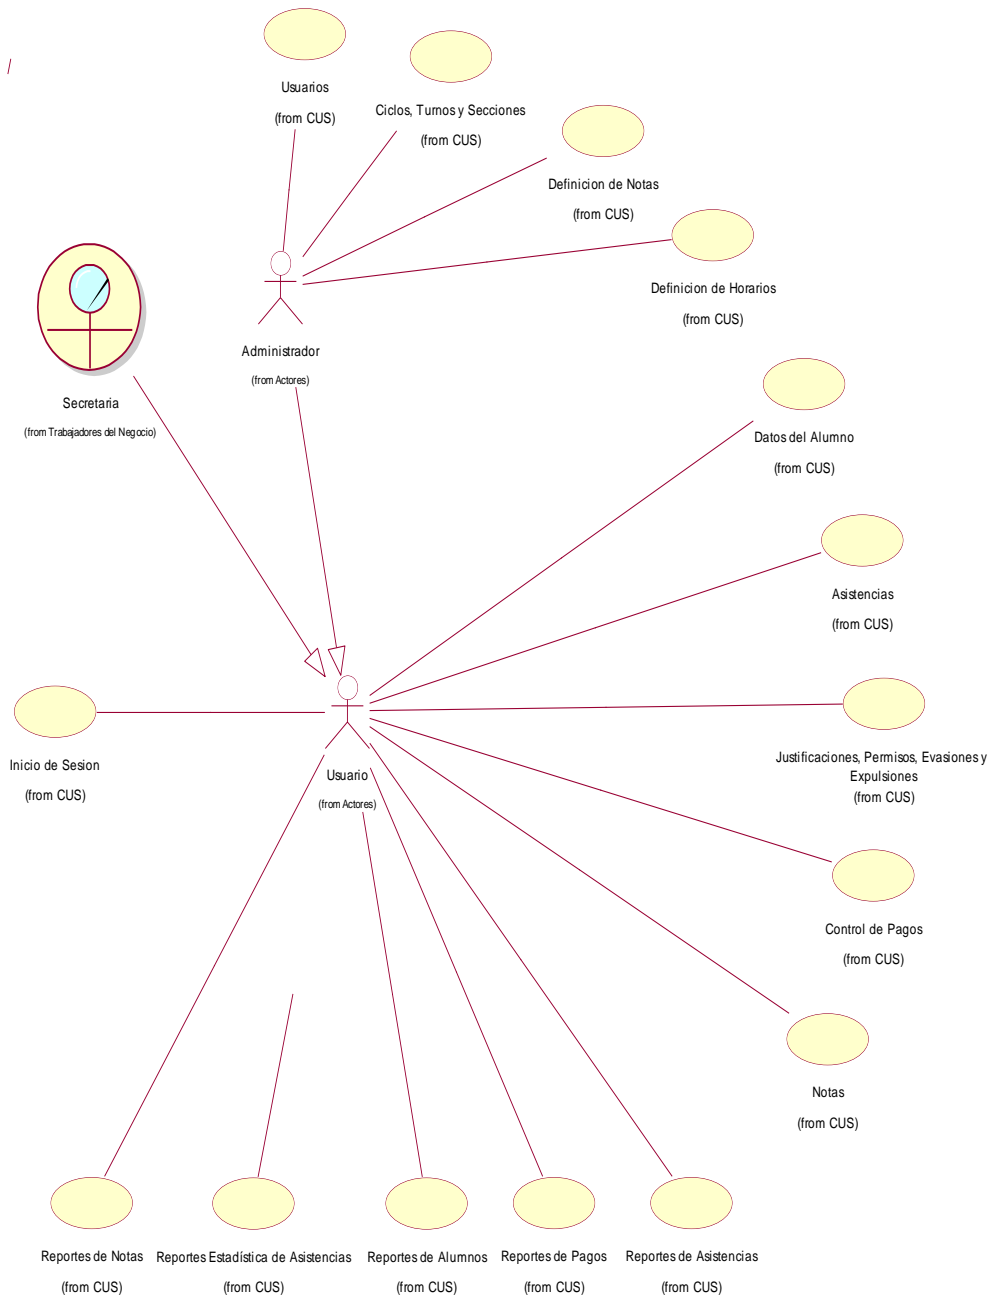 Usuarios
(from CUS)
Ciclos, Turnos y Secciones
(from CUS)
Definicion de Notas
(from CUS)
Definicion de Horarios
(from CUS)
Administrador
(from Actores)
Secretaria
(from Trabajadores del Negocio)
Datos del Alumno
(from CUS)
Asistencias
(from CUS)
Inicio de Sesion
(from CUS)
Usuario
(from Actores)
Justificaciones, Permisos, Evasiones y
Expulsiones
(from CUS)
Control de Pagos
(from CUS)
Notas
(from CUS)
Reportes de Notas
(from CUS)
Reportes Estadística de Asistencias
(from CUS)
Reportes de Alumnos
(from CUS)
Reportes de Pagos
(from CUS)
Reportes de Asistencias
(from CUS)